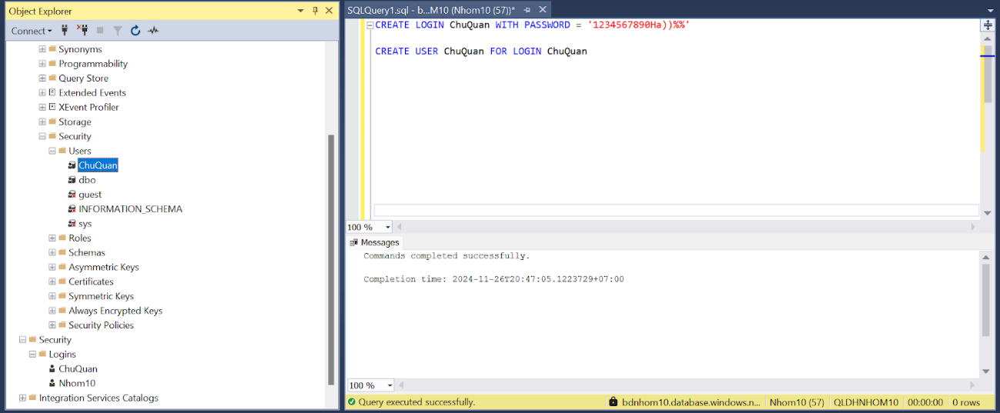 Object Explorer
Connect
Synonyms
Programmability
Query Store
Extended Events
XEvent Profiler
Storage
Security
Users
ChuQuan
dbo
guest
INFORMATION_SCHEMA
sys
Roles
Schemas
Asymmetric Keys
Certificates
Symmetric Keys
Always Encrypted Keys
Security Policies
Security
Logins
ChuQuan
Nhom10
Integration Services Catalogs
SQLQuery1.sql - b...M10 (Nhom10 (57))*
CREATE LOGIN ChuQuan WITH PASSWORD = '1234567890Ha))%%'
CREATE USER ChuQuan FOR LOGIN ChuQuan
100 %
Messages
Commands completed successfully.
Completion time: 2024-11-26T20:47:05.1223729+07:00
100 %
Query executed successfully. bdnhom10.database.windows.n... Nhom10 (57) QLDHNHOM10 00:00:00 0 rows